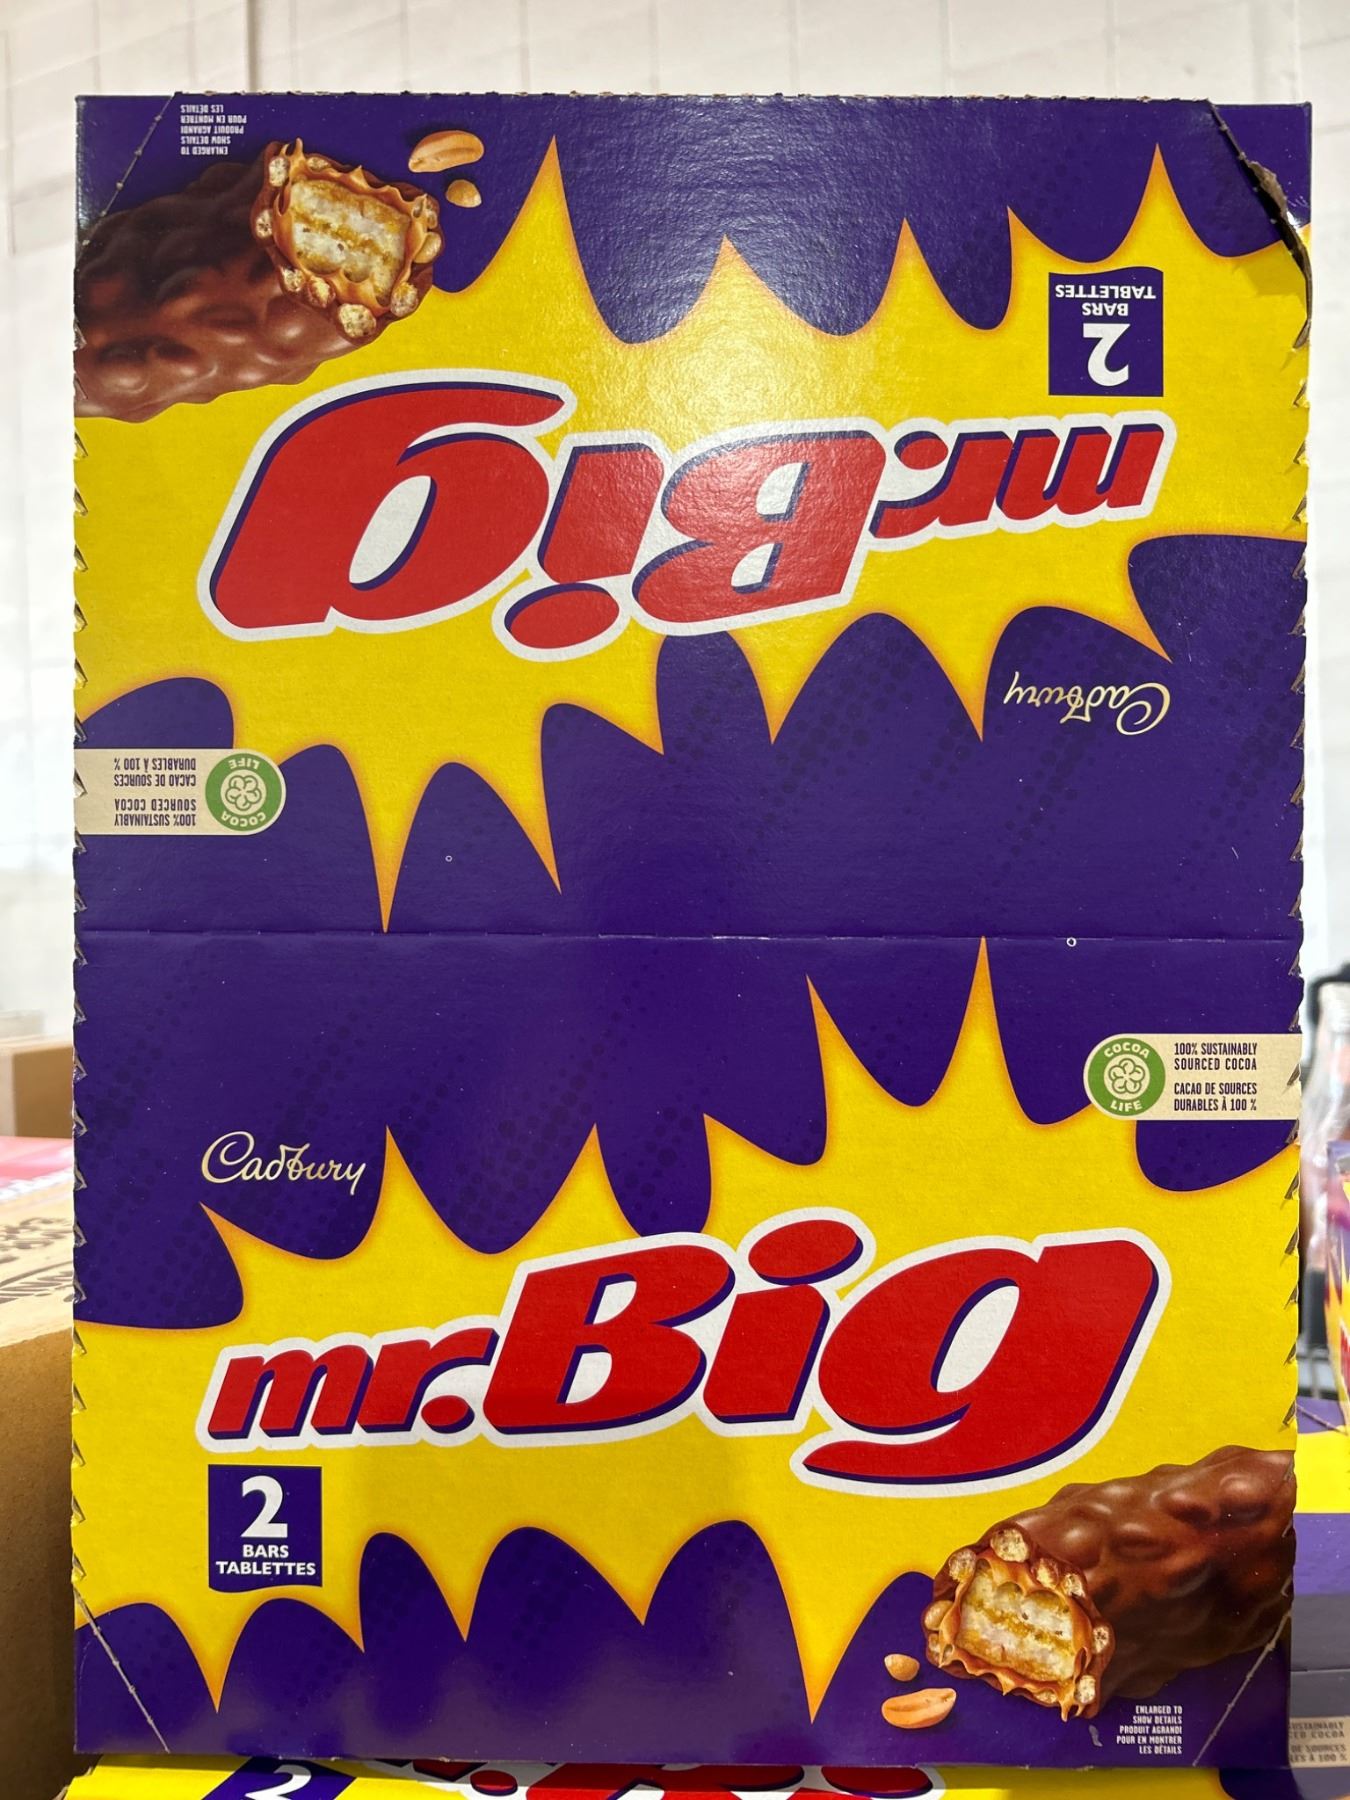 ENLARGED TO
SHOW DETAILS
PRODUIT AGRANDI
POUR EN MONTRER
LES DÉTAILS
2
BARS
TABLETTES
mr.Big
Cadbury
COCOA
LIFE
100% SUSTAINABLY
SOURCED COCOA
CACAO DE SOURCES
DURABLES À 100 %
COCOA
LIFE
100% SUSTAINABLY
SOURCED COCOA
CACAO DE SOURCES
DURABLES À 100 %
Cadbury
mr.Big
2
BARS
TABLETTES
ENLARGED TO
SHOW DETAILS
PRODUIT AGRANDI
POUR EN MONTRER
LES DÉTAILS
2